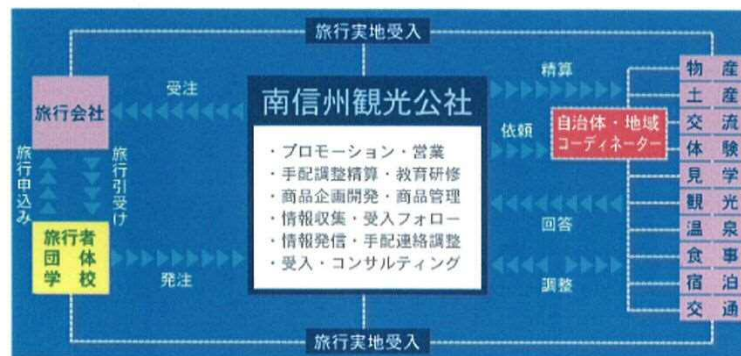 旅行実地受入
旅行会社
受注
旅行申込み
旅行引受け
旅行者
団体
学校
発注
南信州観光公社
・プロモーション・営業
・手配調整精算・教育研修
・商品企画開発・商品管理
・情報収集・受入フォロー
・情報発信・手配連絡調整
・受入・コンサルティング
精算
依頼
自治体・地域
コーディネーター
回答
調整
物産
土産
交流
体験
見学
観光
温泉
食事
宿泊
交通
旅行実地受入